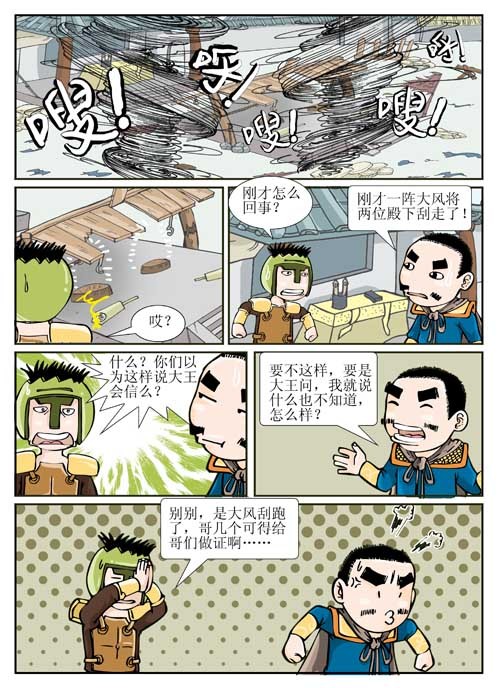 嗖！
呀！
嗖！
嗖！
呀！
哎？
刚才怎么
回事？
刚才一阵大风将
两位殿下刮走了！
什么？你们以
为这样说大王
会信么？
要不这样，要是
大王问，我就说
什么也不知道，
怎么样？
别别，是大风刮跑
了，哥几个可得给
哥们做证啊……